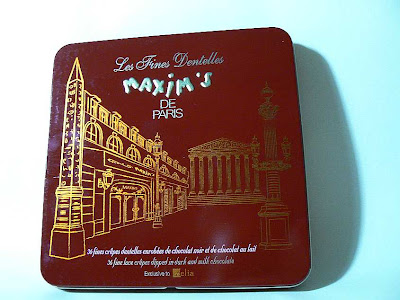 Les Fines Dentelles
MAXIM'S
DE
PARIS
MAXIM'S
36 fines crêpes dentelles enrobées de chocolat noir et de chocolat au lait
36 fine lace crêpes dipped in dark and milk chocolate
Exclusive to